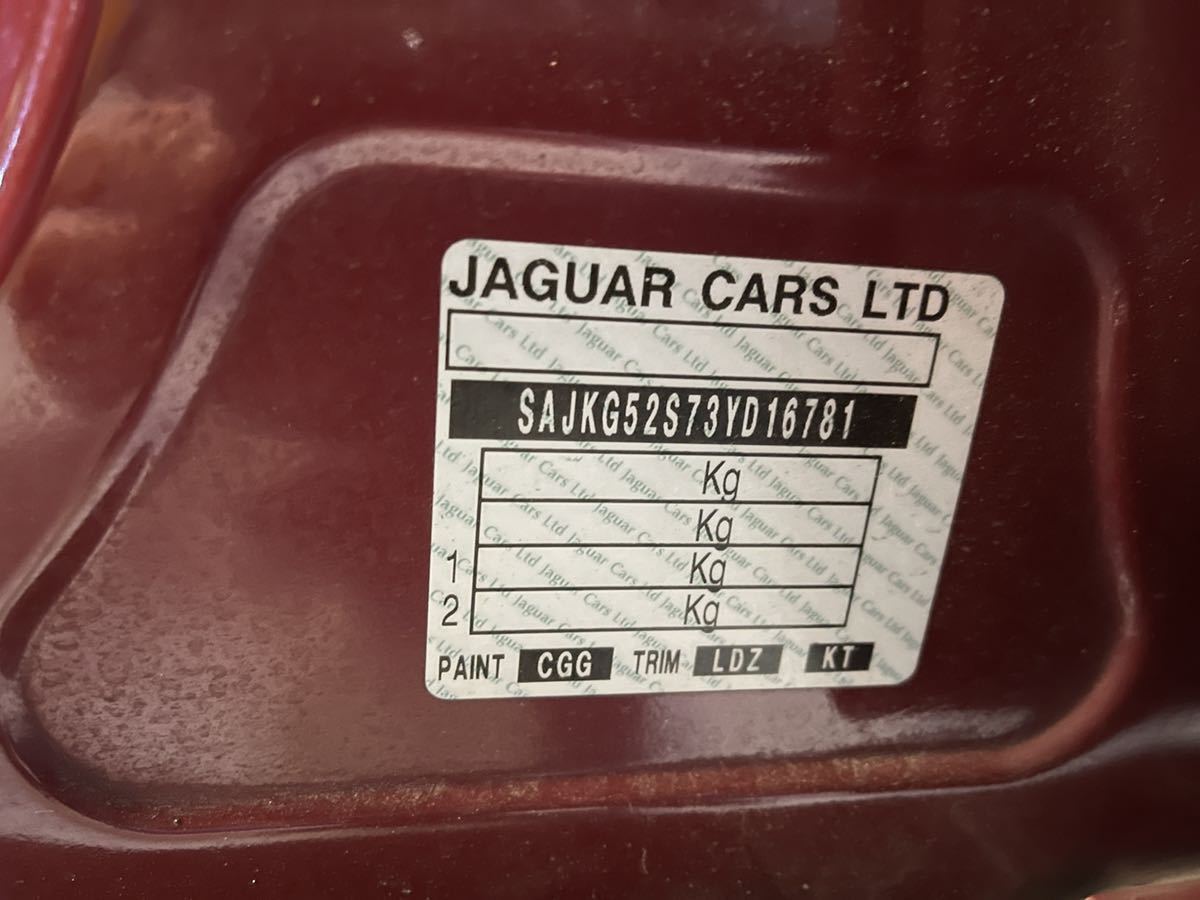 JAGUAR CARS LTD
SAJKG52S73YD16781
Kg
Kg
1 Kg
2 Kg
PAINT CGG TRIM LDZ KT